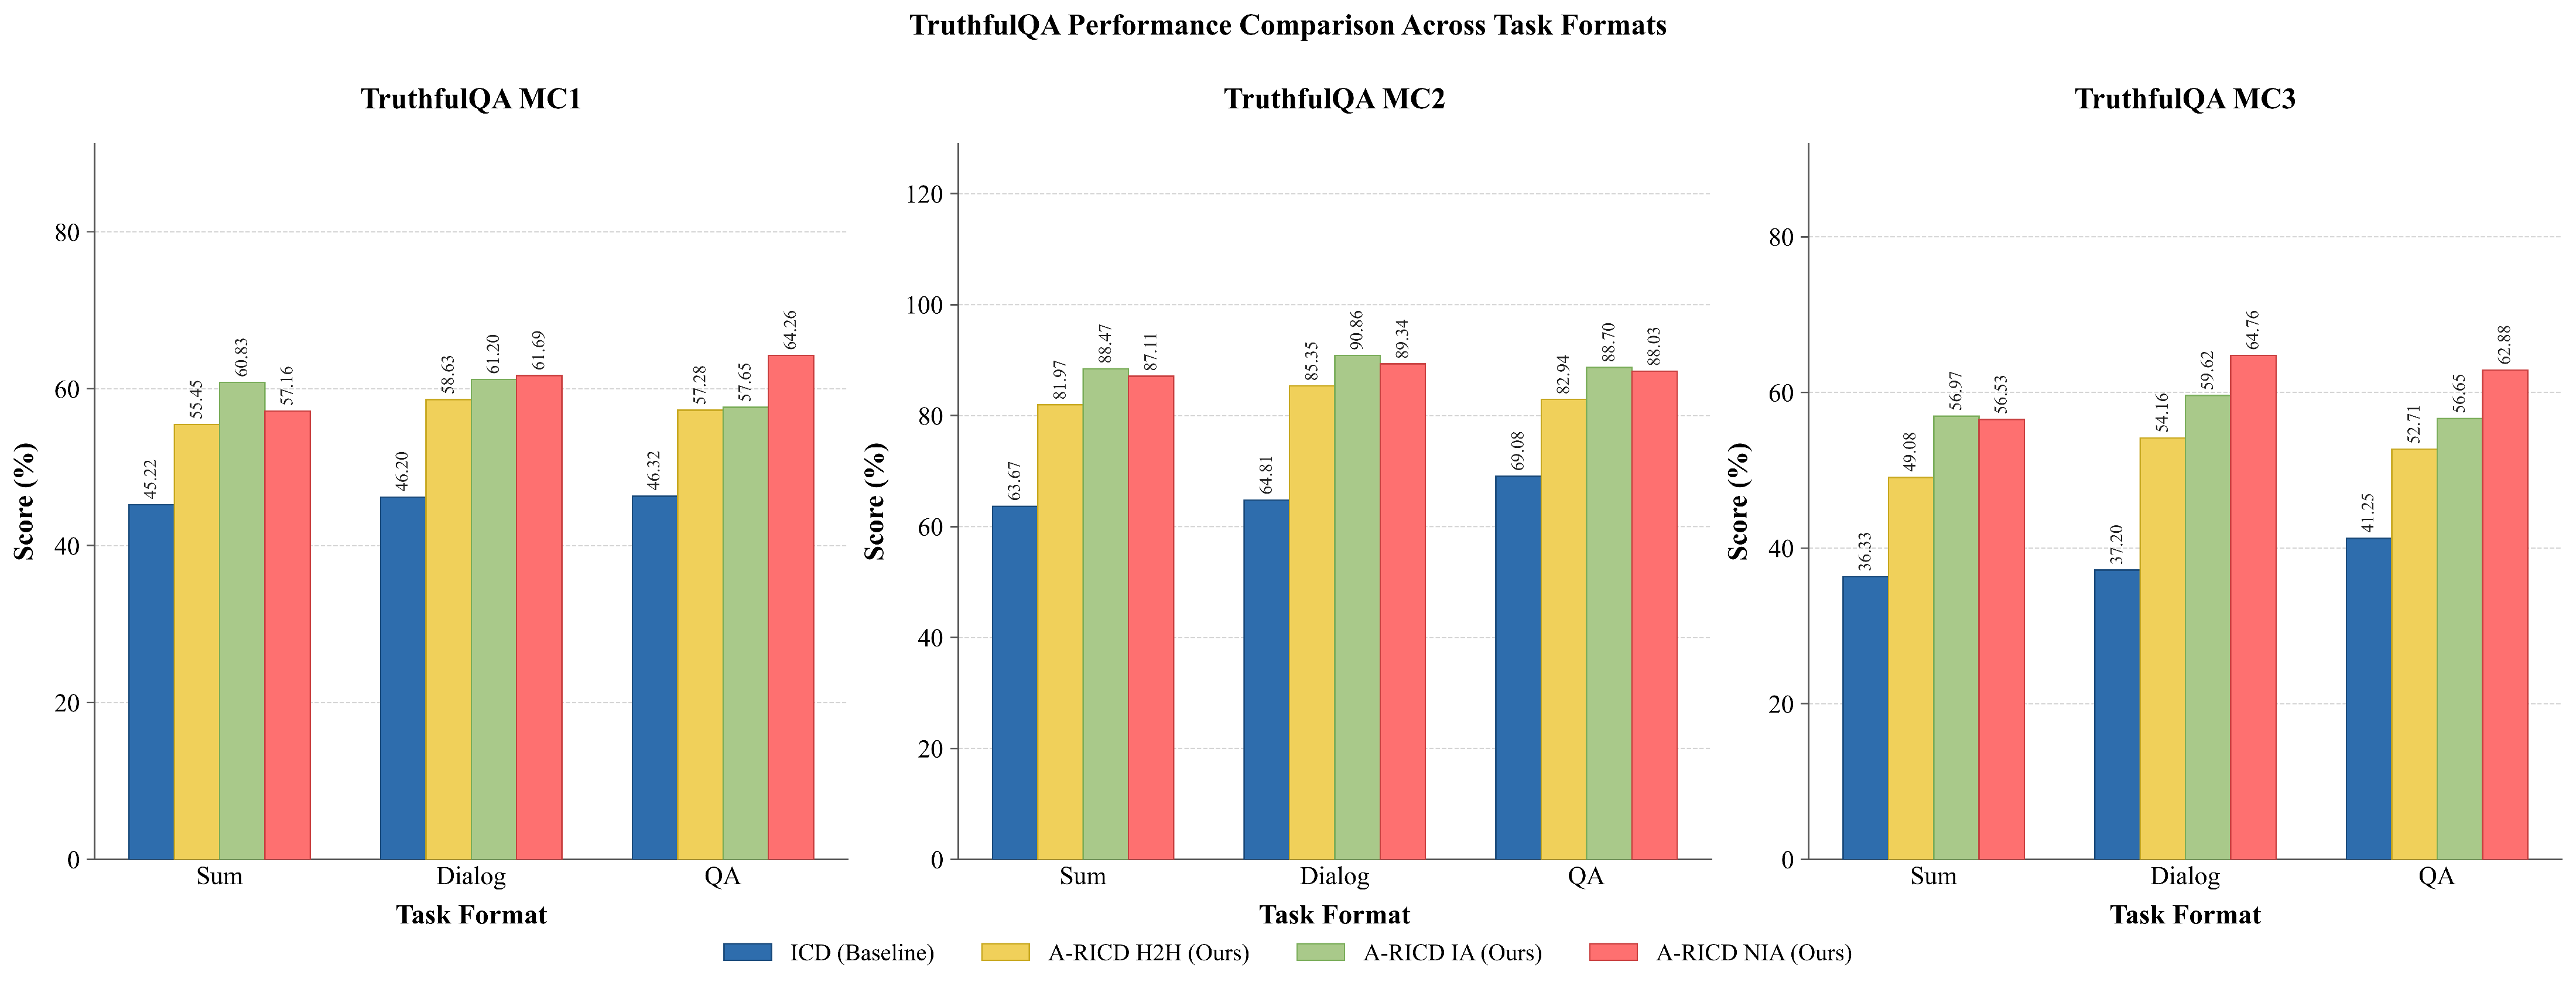 TruthfulQA Performance Comparison Across Task Formats
TruthfulQA MC1
Score (%)
80
60
40
20
0
45.22
55.45
60.83
57.16
46.20
58.63
61.20
61.69
46.32
57.28
57.65
64.26
Sum
Dialog
QA
Task Format
TruthfulQA MC2
Score (%)
120
100
80
60
40
20
0
63.67
81.97
88.47
87.11
64.81
85.35
90.86
89.34
69.08
82.94
88.70
88.03
Sum
Dialog
QA
Task Format
TruthfulQA MC3
Score (%)
80
60
40
20
0
36.33
49.08
56.97
56.53
37.20
54.16
59.62
64.76
41.25
52.71
56.65
62.88
Sum
Dialog
QA
Task Format
ICD (Baseline)
A-RICD H2H (Ours)
A-RICD IA (Ours)
A-RICD NIA (Ours)